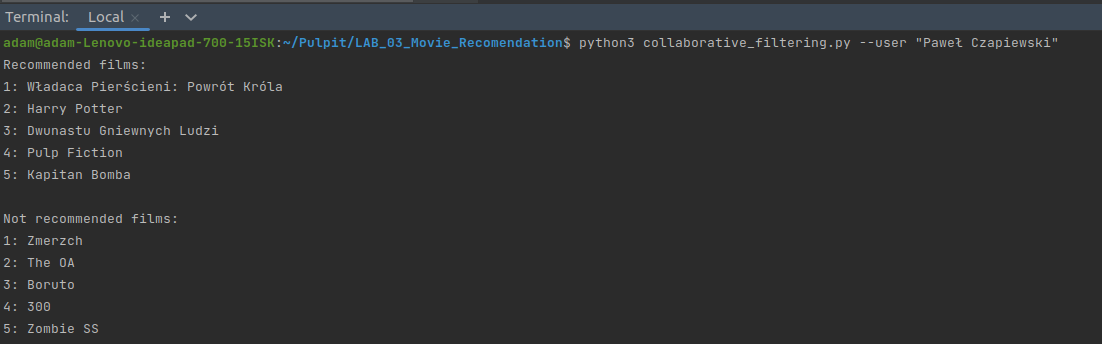 Terminal: Local × + 
adam@adam-Lenovo-ideapad-700-15ISK:~/Pulpit/LAB_03_Movie_Recomendation$ python3 collaborative_filtering.py --user "Paweł Czapiewski"
Recommended films:
1: Władaca Pierścieni: Powrót Króla
2: Harry Potter
3: Dwunastu Gniewnych Ludzi
4: Pulp Fiction
5: Kapitan Bomba
Not recommended films:
1: Zmerzch
2: The OA
3: Boruto
4: 300
5: Zombie SS